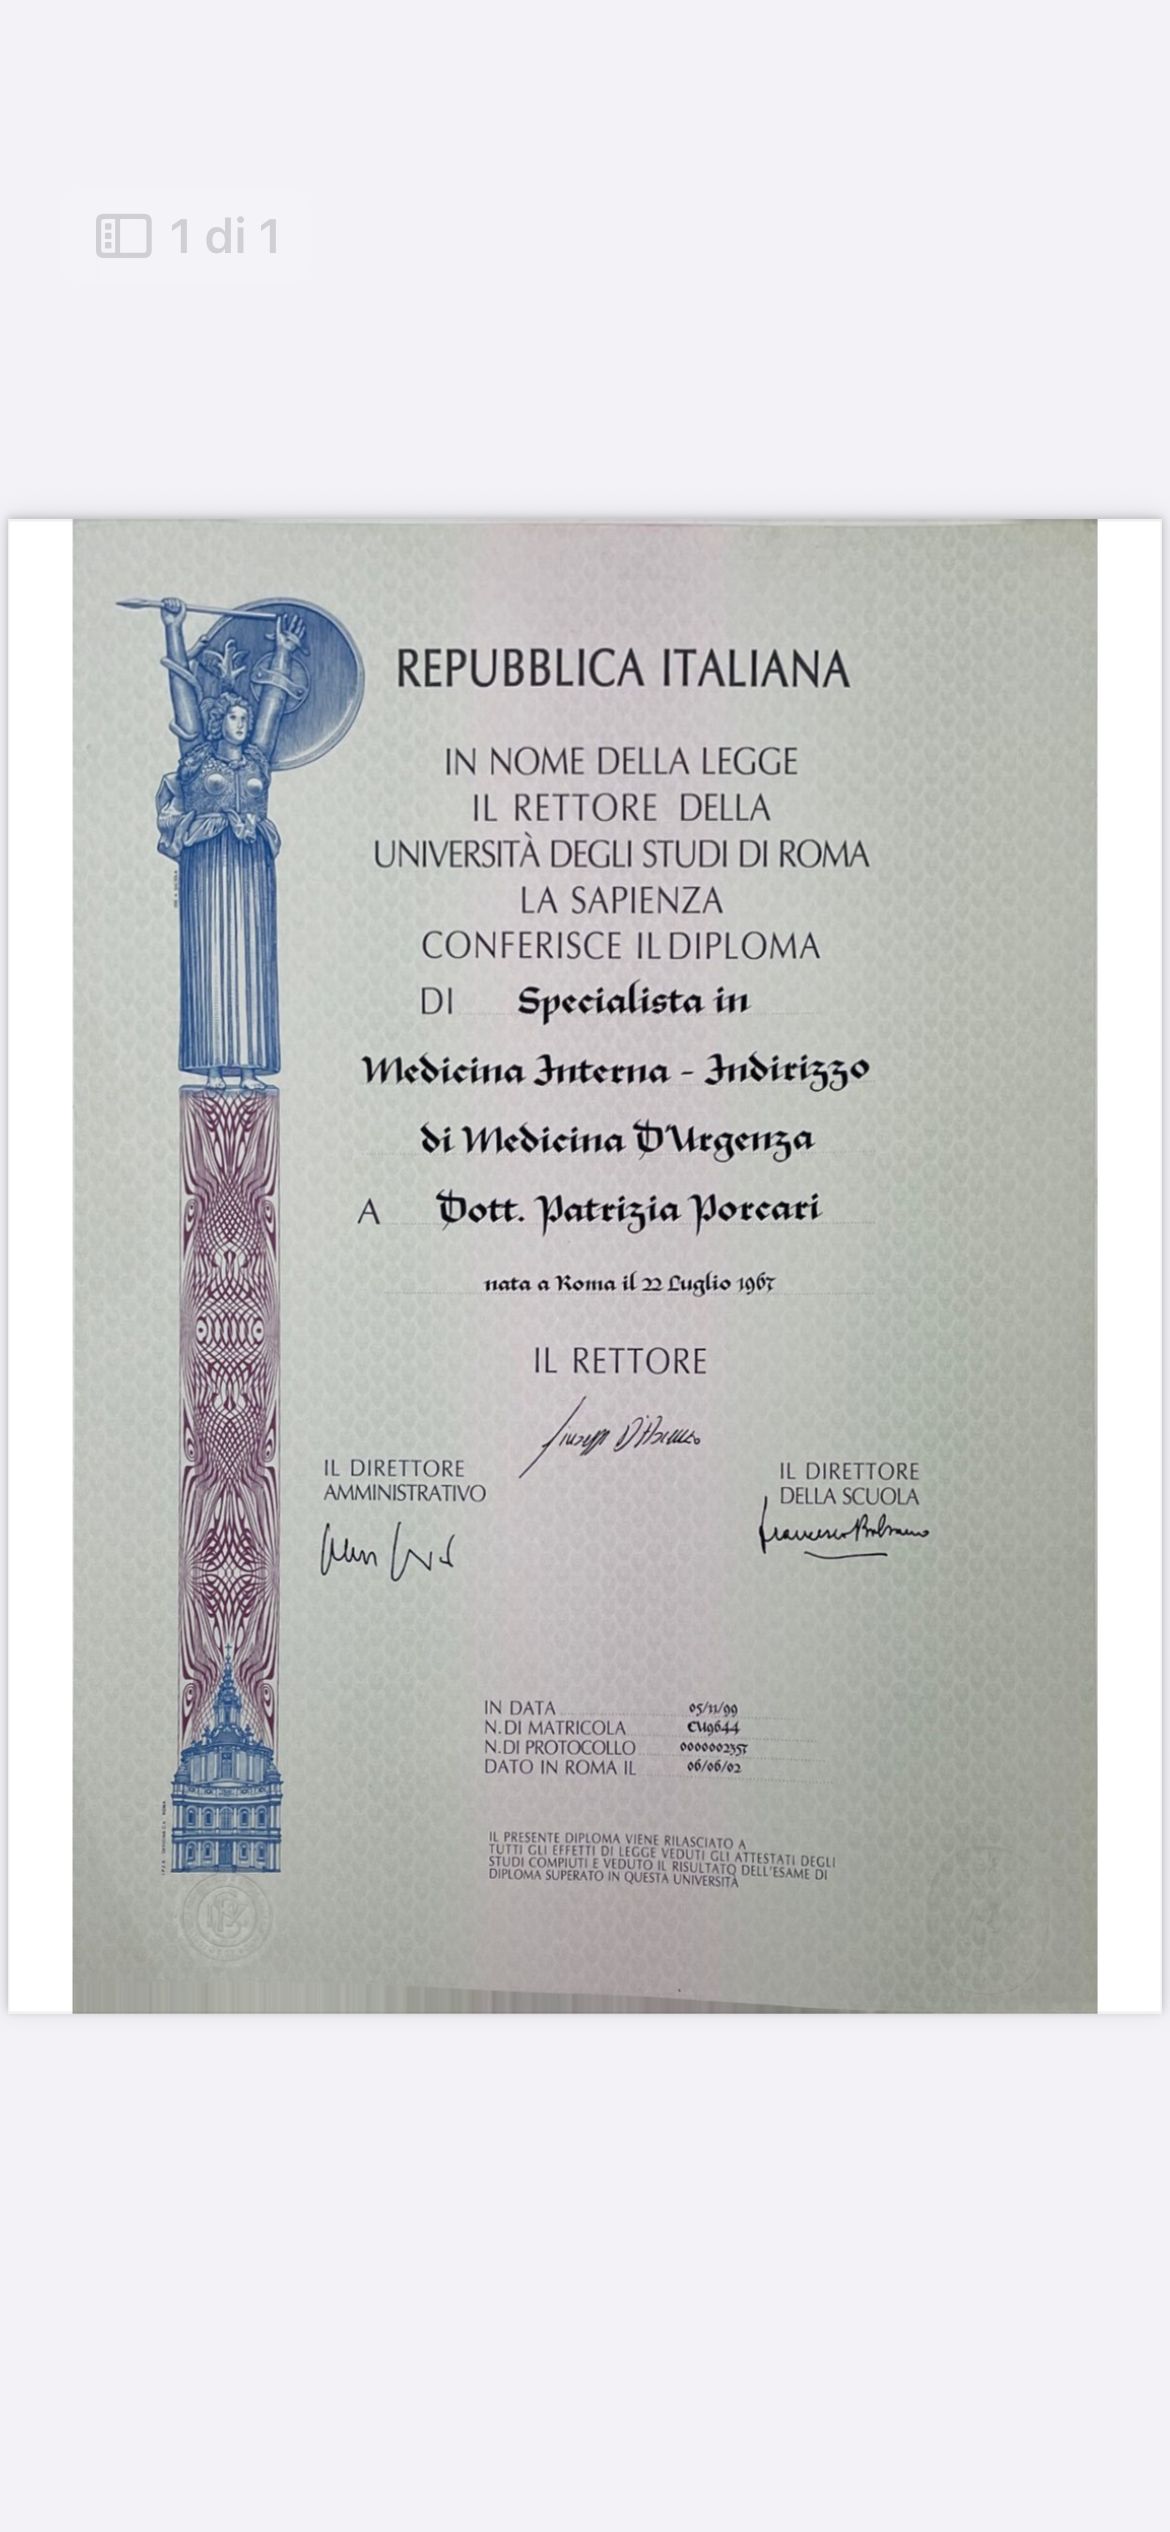 1 di 1
REPUBBLICA ITALIANA
IN NOME DELLA LEGGE
IL RETTORE DELLA
UNIVERSITÀ DEGLI STUDI DI ROMA
LA SAPIENZA
CONFERISCE IL DIPLOMA
DI Specialista in
Medicina Interna - Indirizzo
di Medicina D'Urgenza
A Dott. Patrizia Porcari
nata a Roma il 22 Luglio 1967
IL RETTORE
IL DIRETTORE
AMMINISTRATIVO
IL DIRETTORE
DELLA SCUOLA
IN DATA 05/11/99
N. DI MATRICOLA CU9644
N. DI PROTOCOLLO 0000002357
DATO IN ROMA IL 06/06/02
IL PRESENTE DIPLOMA VIENE RILASCIATO A
TUTTI GLI EFFETTI DI LEGGE VEDUTI GLI ATTESTATI DEGLI
STUDI COMPIUTI E VEDUTO IL RISULTATO DELL'ESAME DI
DIPLOMA SUPERATO IN QUESTA UNIVERSITÀ